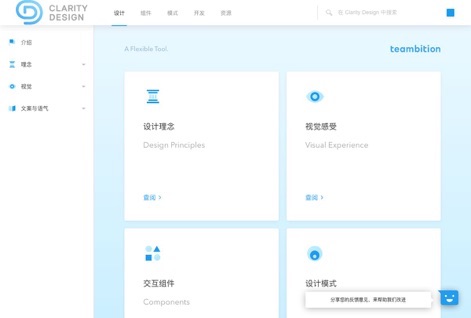 CLARITY
DESIGN
设计
组件
模式
开发
资源
在 Clarity Design 中搜索
介绍
理念
视觉
文案与语气
A Flexible Tool.
teambition
设计理念
Design Principles
查阅 >
视觉感受
Visual Experience
查阅 >
交互组件
Components
设计模式
分享您的反馈意见，来帮助我们改进